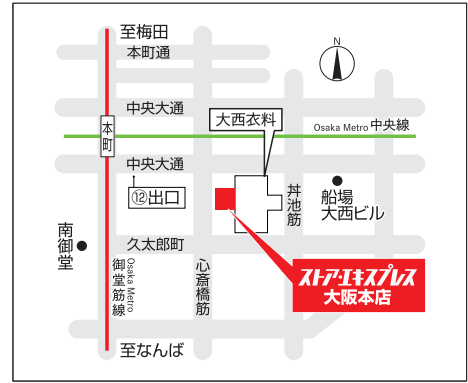 至梅田
本町通
N
中央大通
大西衣料
本町
Osaka Metro 中央線
中央大通
⑫出口
丼池筋
船場
大西ビル
南御堂
久太郎町
ストア・エキスプレス
大阪本店
Osaka Metro
御堂筋線
心斎橋筋
至なんば